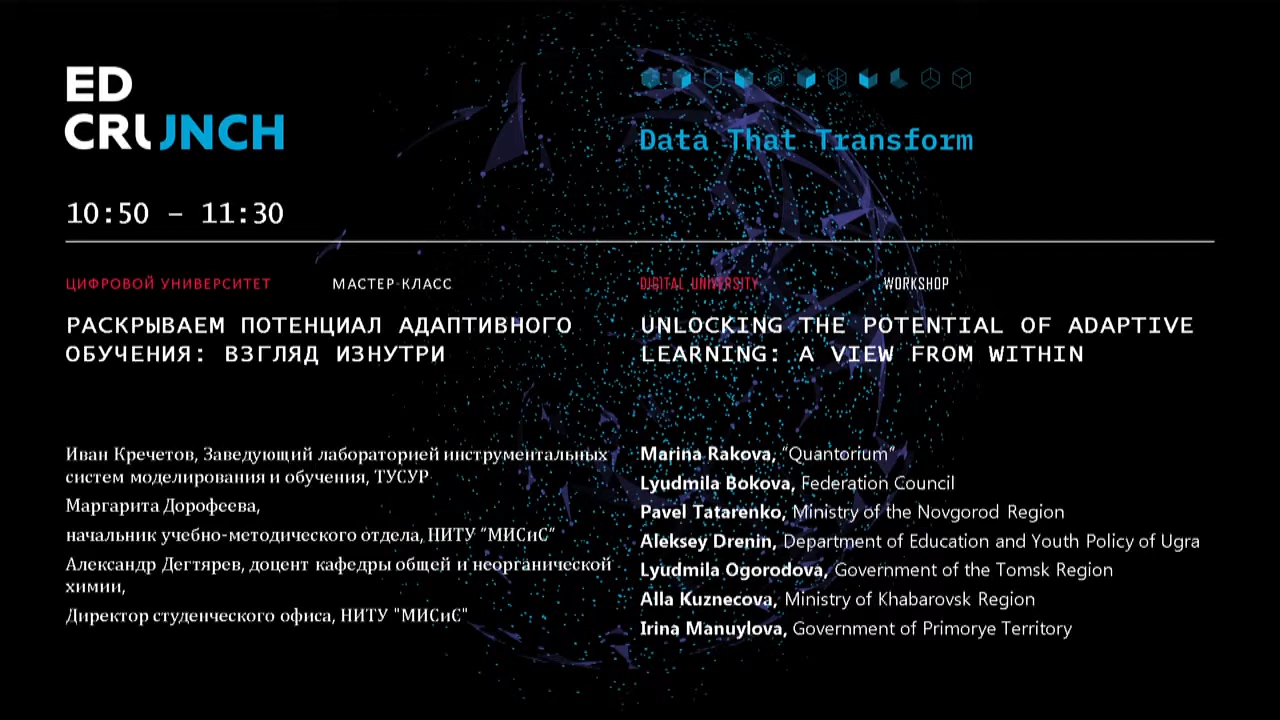 ED
CRUNCH
Data That Transform
10:50 – 11:30
ЦИФРОВОЙ УНИВЕРСИТЕТ
МАСТЕР-КЛАСС
РАСКРЫВАЕМ ПОТЕНЦИАЛ АДАПТИВНОГО
ОБУЧЕНИЯ: ВЗГЛЯД ИЗНУТРИ
Иван Кречетов, Заведующий лабораторией инструментальных
систем моделирования и обучения, ТУСУР
Маргарита Дорофеева,
начальник учебно-методического отдела, НИТУ “МИСиС”
Александр Дегтярев, доцент кафедры общей и неорганической
химии,
Директор студенческого офиса, НИТУ "МИСиС"
DIGITAL UNIVERSITY
WORKSHOP
UNLOCKING THE POTENTIAL OF ADAPTIVE
LEARNING: A VIEW FROM WITHIN
Marina Rakova, “Quantorium”
Lyudmila Bokova, Federation Council
Pavel Tatarenko, Ministry of the Novgorod Region
Aleksey Drenin, Department of Education and Youth Policy of Ugra
Lyudmila Ogorodova, Government of the Tomsk Region
Alla Kuznecova, Ministry of Khabarovsk Region
Irina Manuylova, Government of Primorye Territory